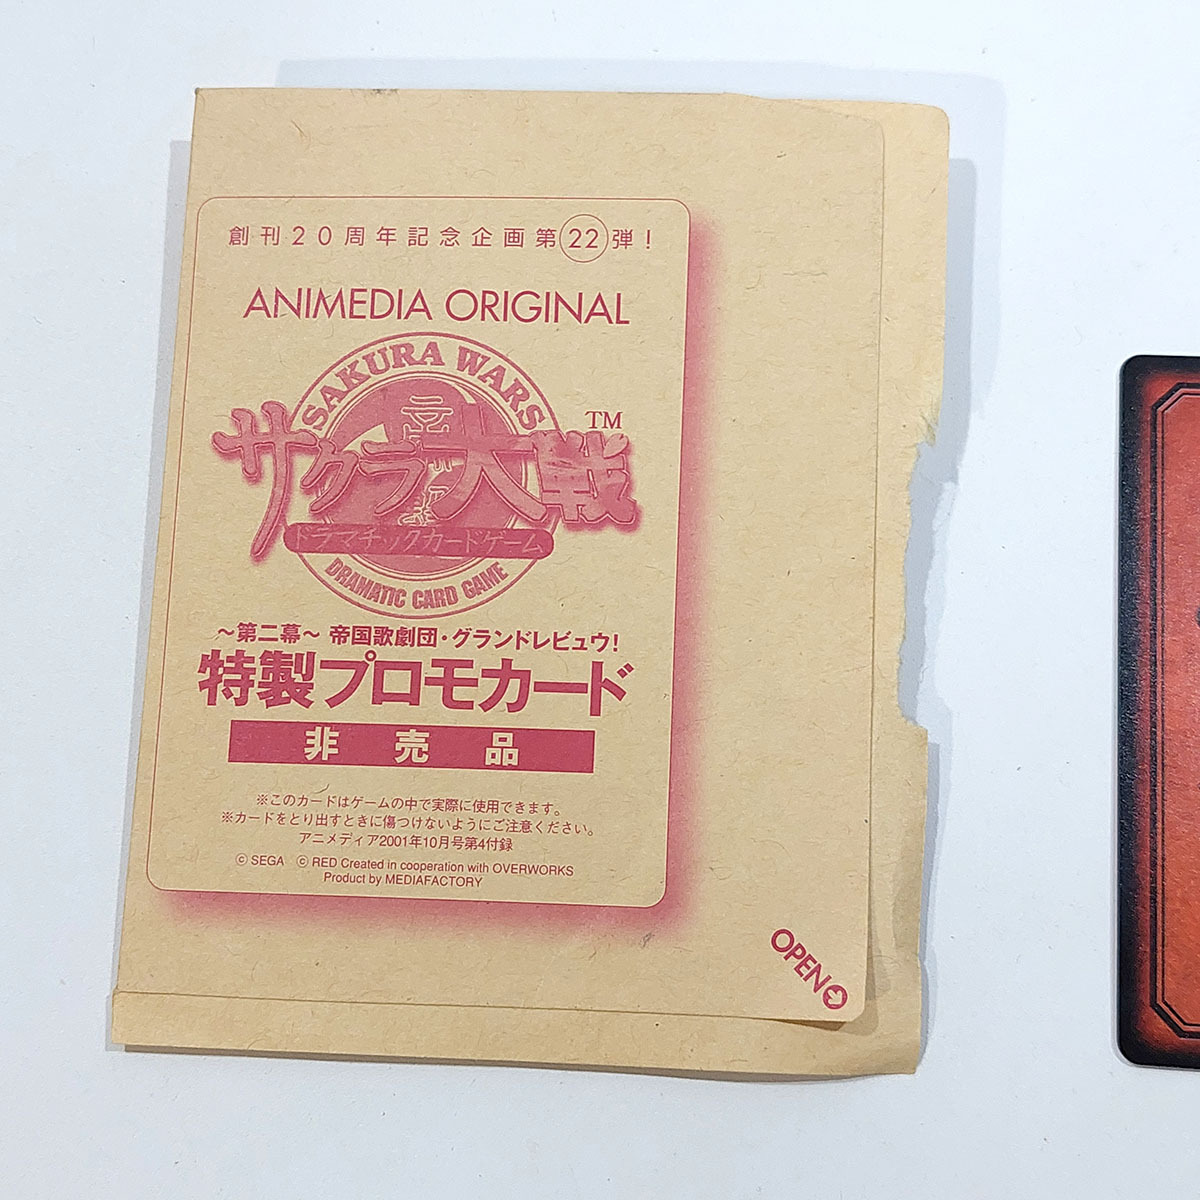 創刊20周年記念企画第22弾!
ANIMEDIA ORIGINAL
SAKURA WARS
サクラ大戦 TM
ドラマチックカードゲーム
DRAMATIC CARD GAME
～第二幕～ 帝国歌劇団・グランドレビュウ!
特製プロモカード
非売品
※このカードはゲームの中で実際に使用できます。
※カードをとり出すときに傷つけないようにご注意ください。
アニメディア2001年10月号第4付録
© SEGA © RED Created in cooperation with OVERWORKS
Product by MEDIAFACTORY
OPEN